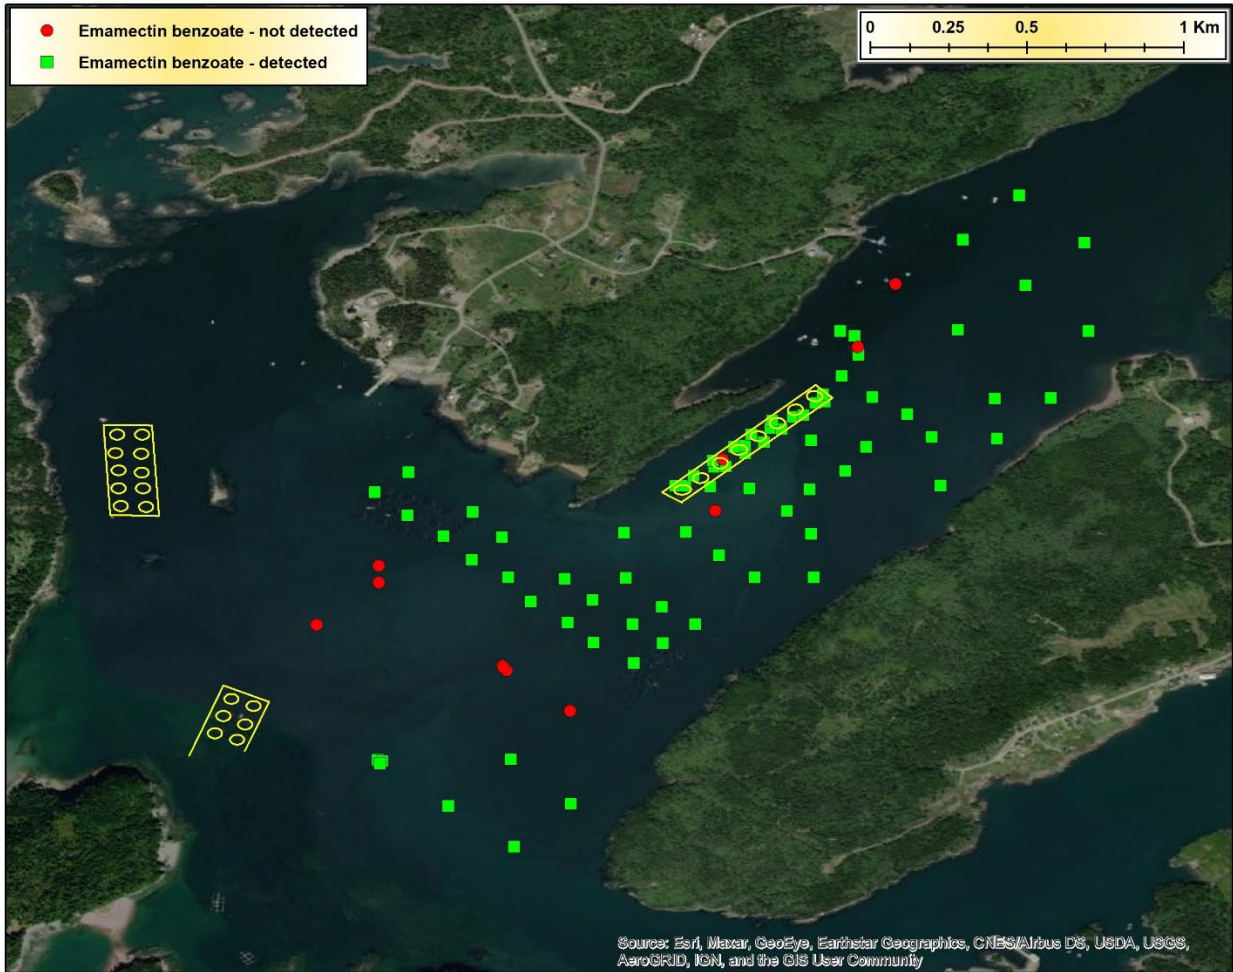 Emamectin benzoate - not detected
Emamectin benzoate - detected
0 0.25 0.5 1 Km
Source: Esri, Maxar, GeoEye, Earthstar Geographics, CNES/Airbus DS, USDA, USGS,
AeroGRID, IGN, and the GIS User Community